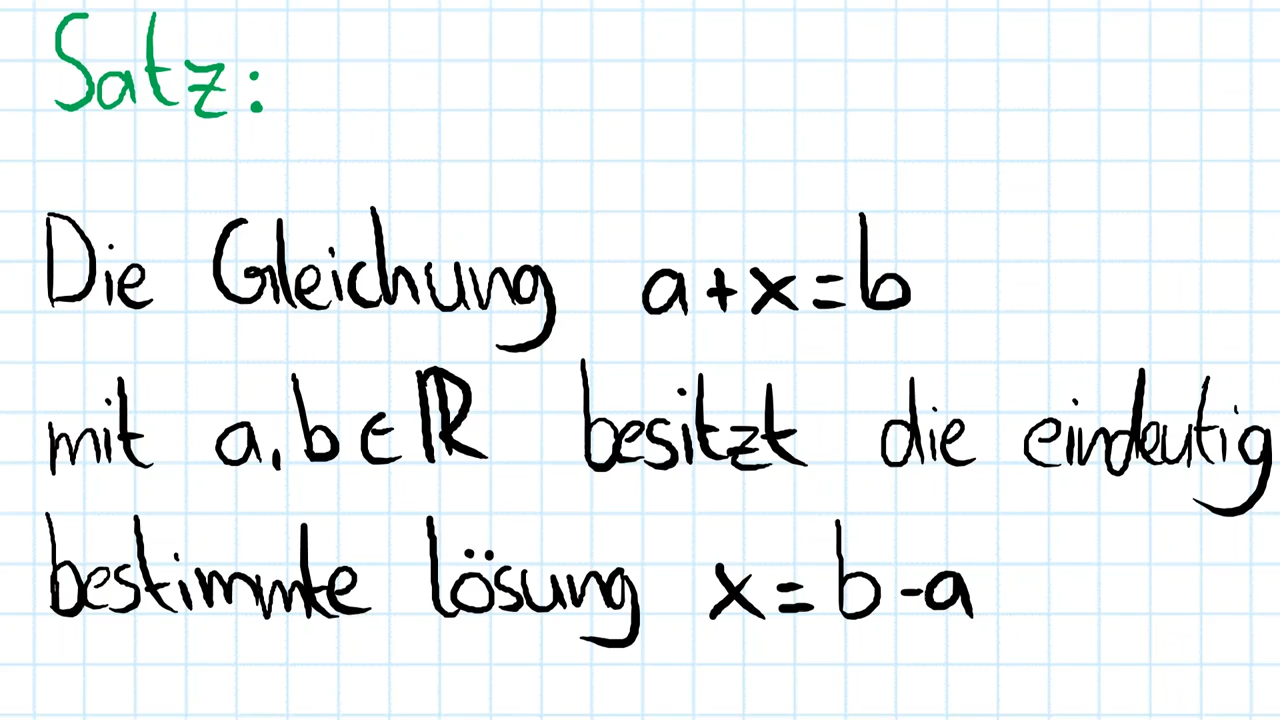 Satz:
Die Gleichung a+x=b
mit a,b∈ℝ besitzt die eindeutig
bestimmte lösung x=b-a